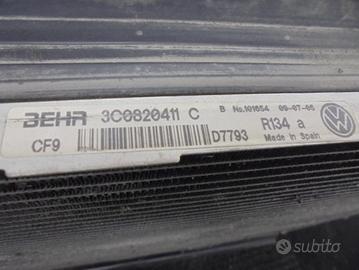 BEHR 3C0820411 C B No.101654 09-07-05
CF9 D7793 R134 a
Made in Spain
subito